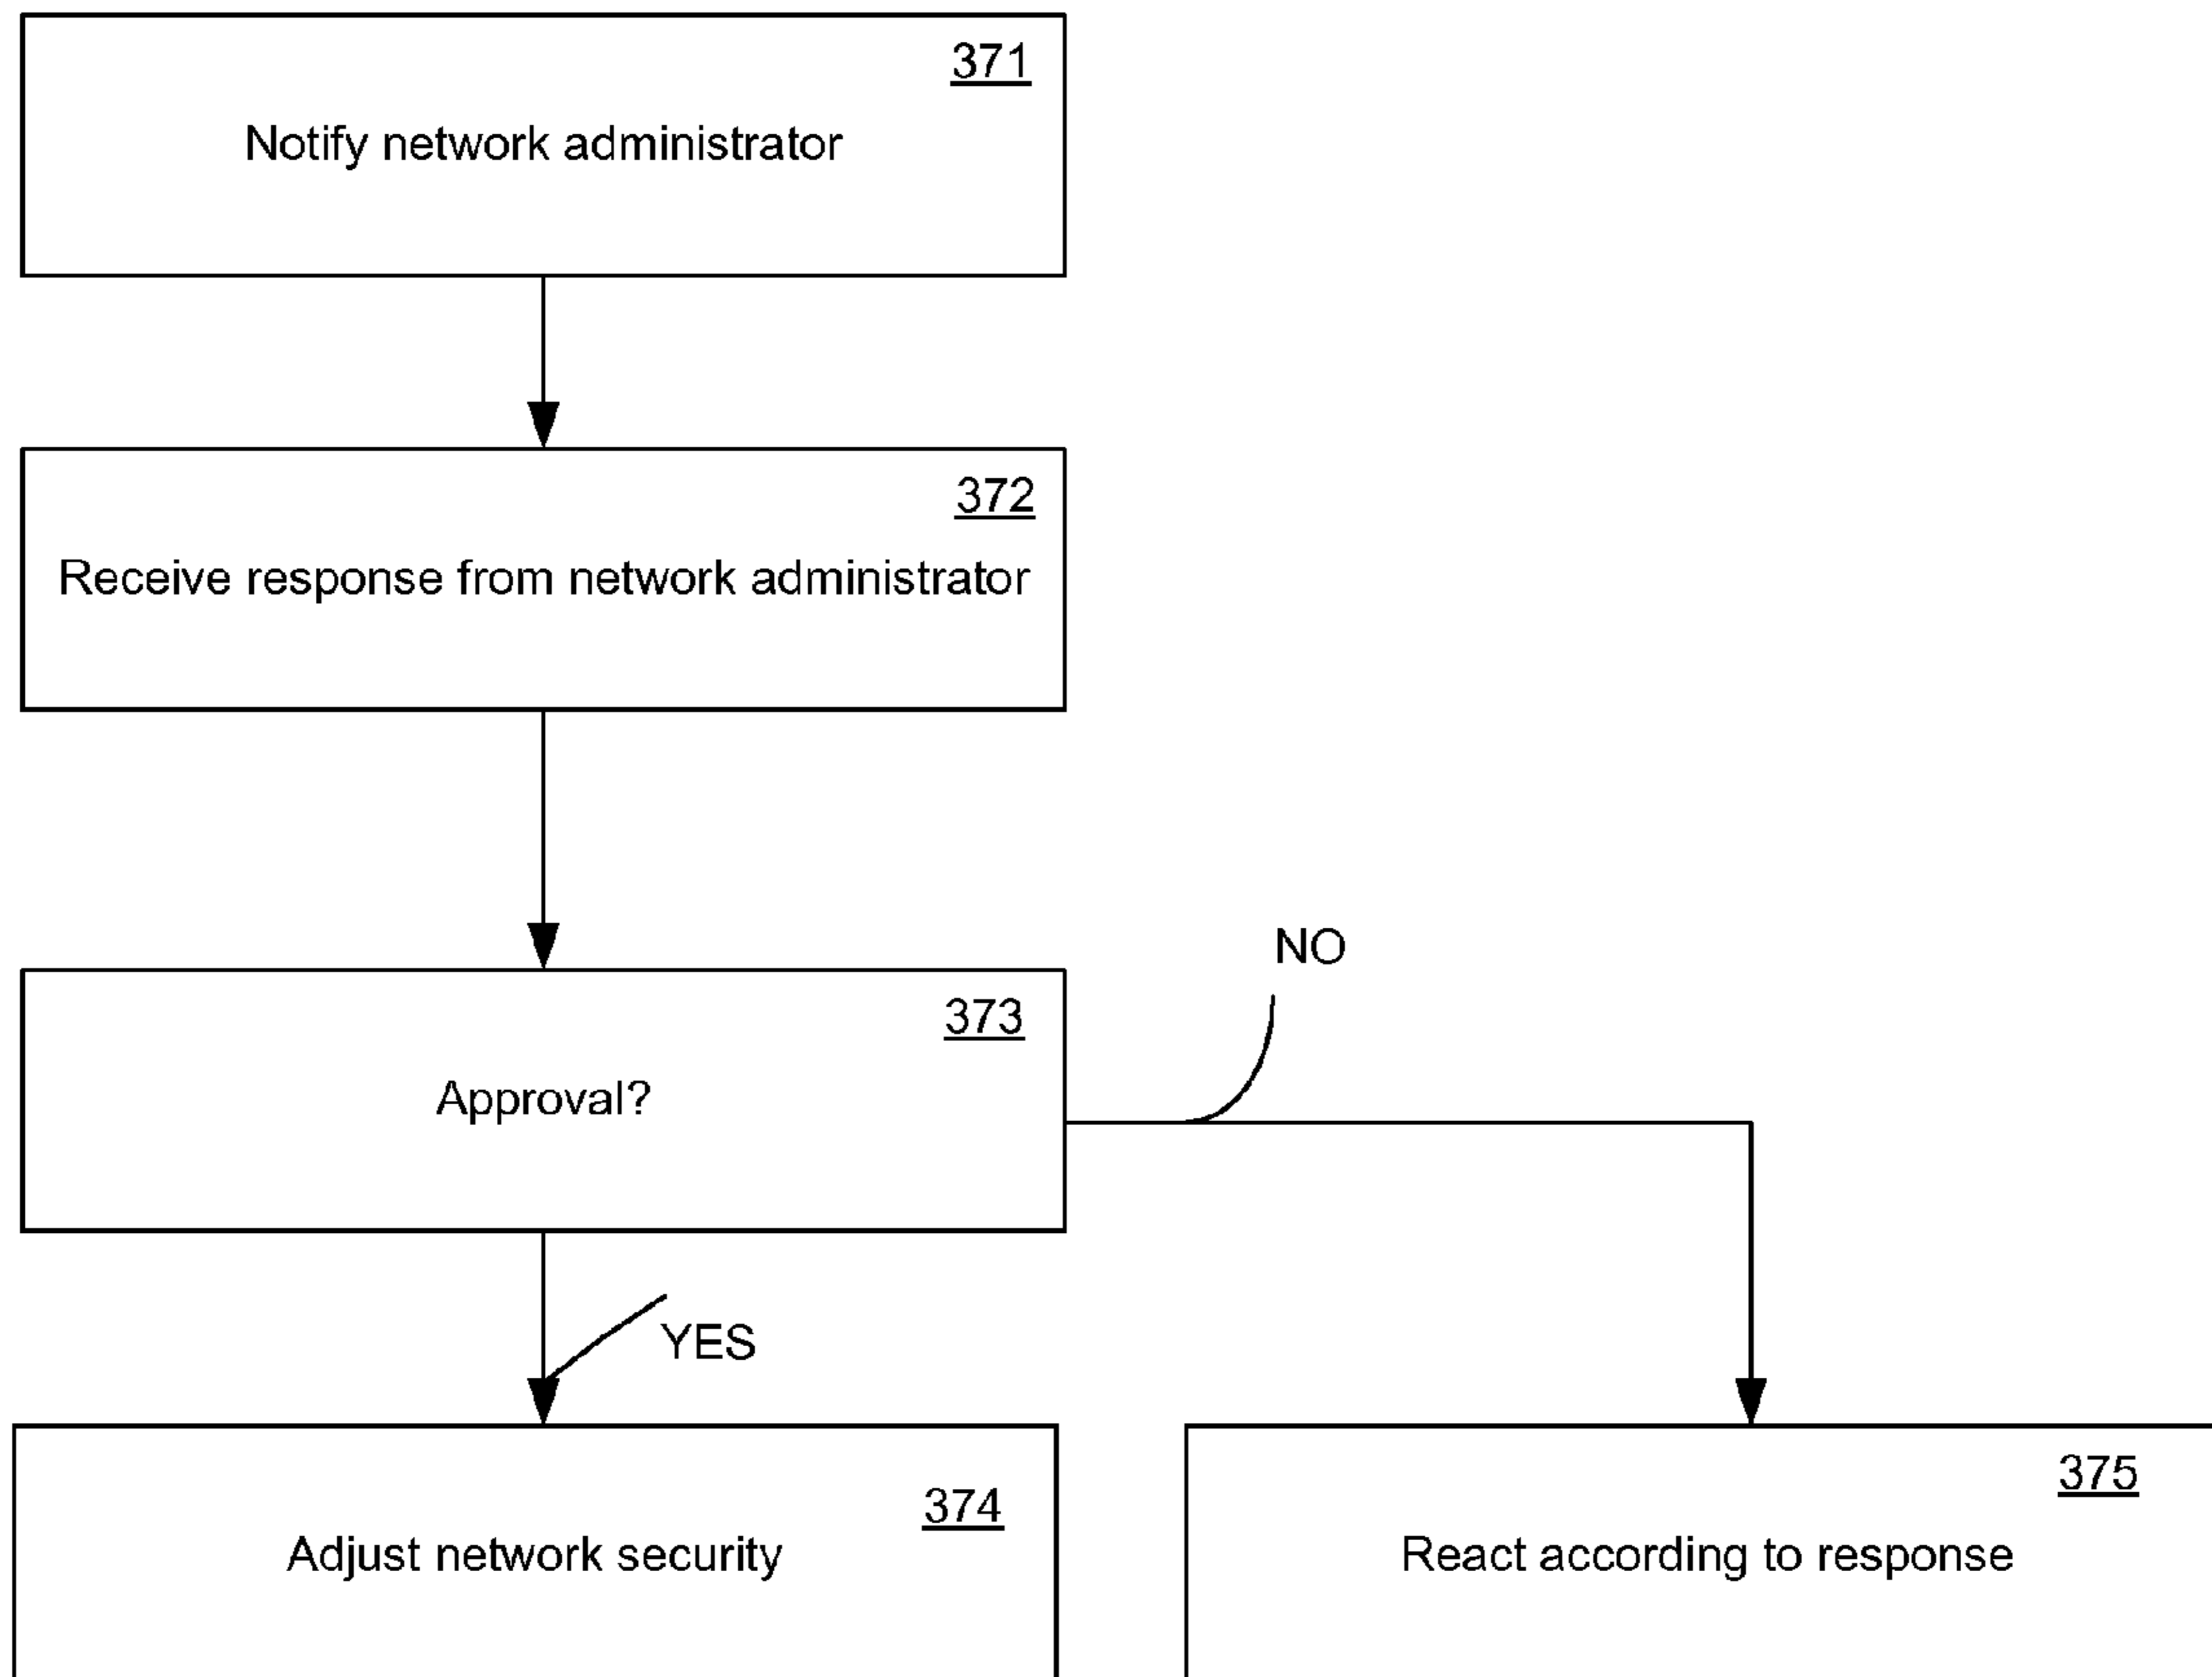 371
Notify network administrator
372
Receive response from network administrator
373
Approval?
NO
YES
374
Adjust network security
375
React according to response